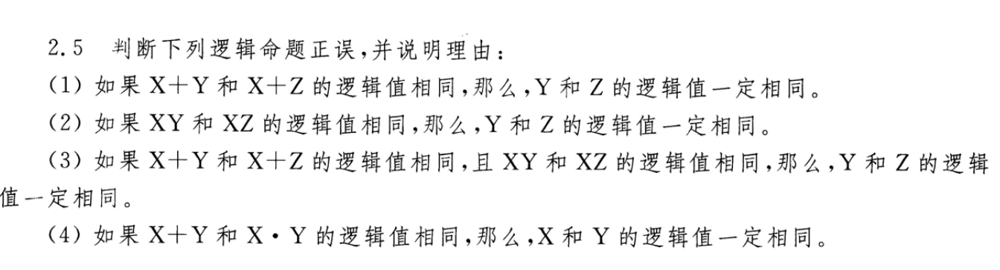 2.5 判断下列逻辑命题正误,并说明理由:
(1) 如果 X+Y 和 X+Z 的逻辑值相同,那么,Y 和 Z 的逻辑值一定相同。
(2) 如果 XY 和 XZ 的逻辑值相同,那么,Y 和 Z 的逻辑值一定相同。
(3) 如果 X+Y 和 X+Z 的逻辑值相同,且 XY 和 XZ 的逻辑值相同,那么,Y 和 Z 的逻辑
值一定相同。
(4) 如果 X+Y 和 X·Y 的逻辑值相同,那么,X 和 Y 的逻辑值一定相同。